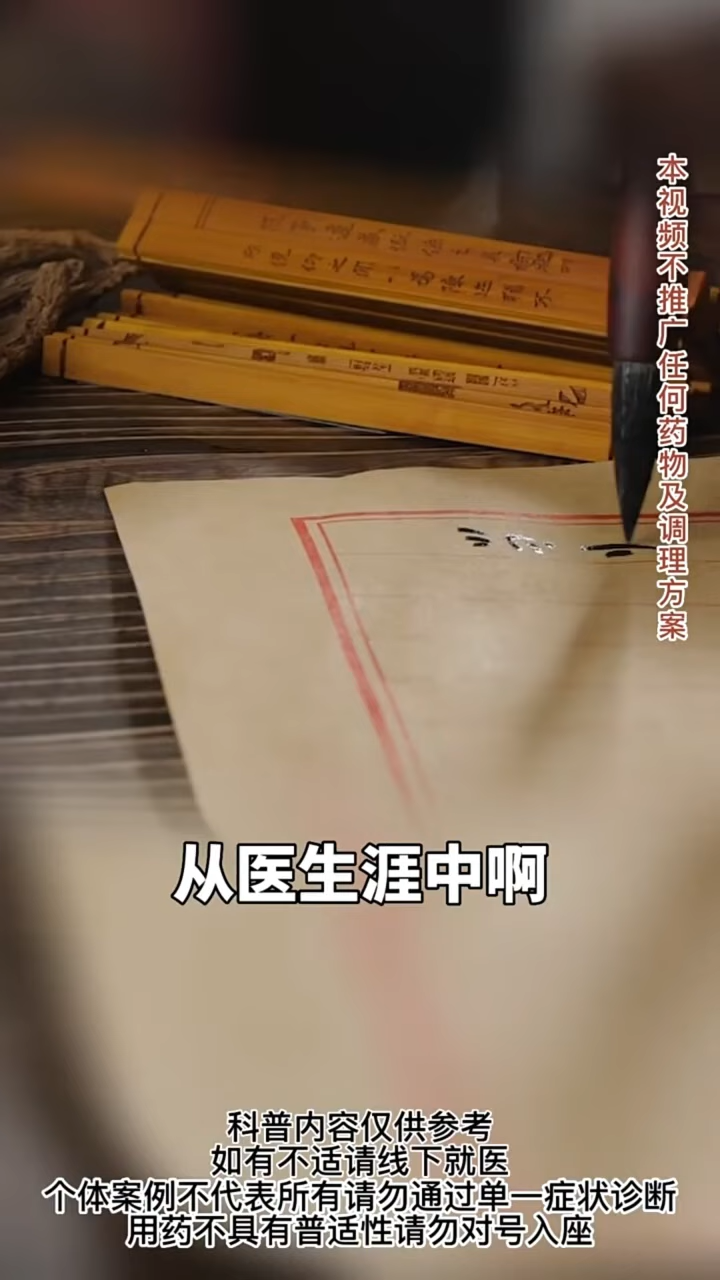 本视频不推广任何药物及调理方案
从医生涯中啊
科普内容仅供参考
如有不适请线下就医
个体案例不代表所有请勿通过单一症状诊断
用药不具有普适性请勿对号入座